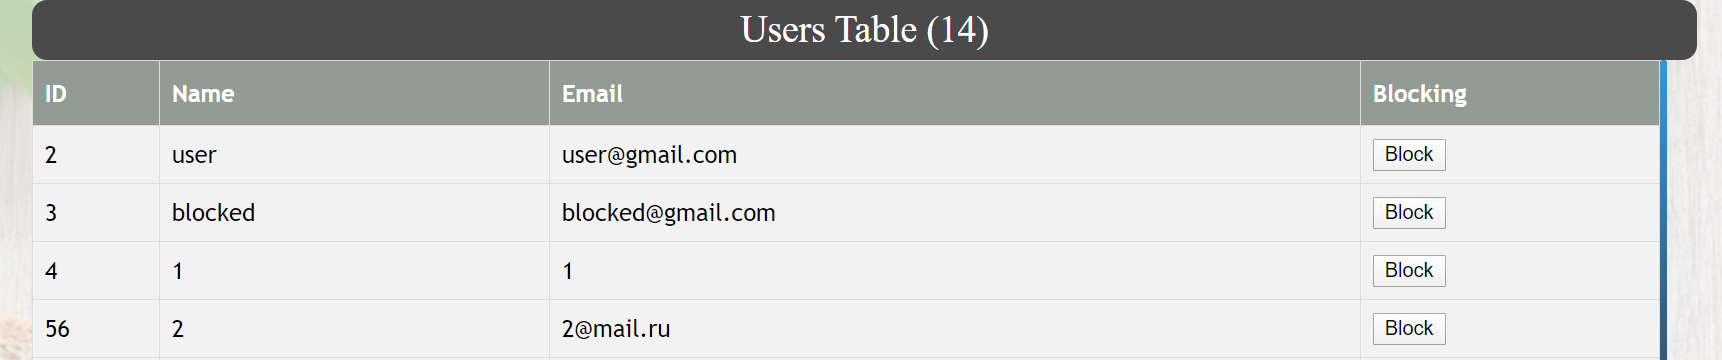 Users Table (14)
ID Name Email Blocking
2 user user@gmail.com Block
3 blocked blocked@gmail.com Block
4 1 1 Block
56 2 2@mail.ru Block